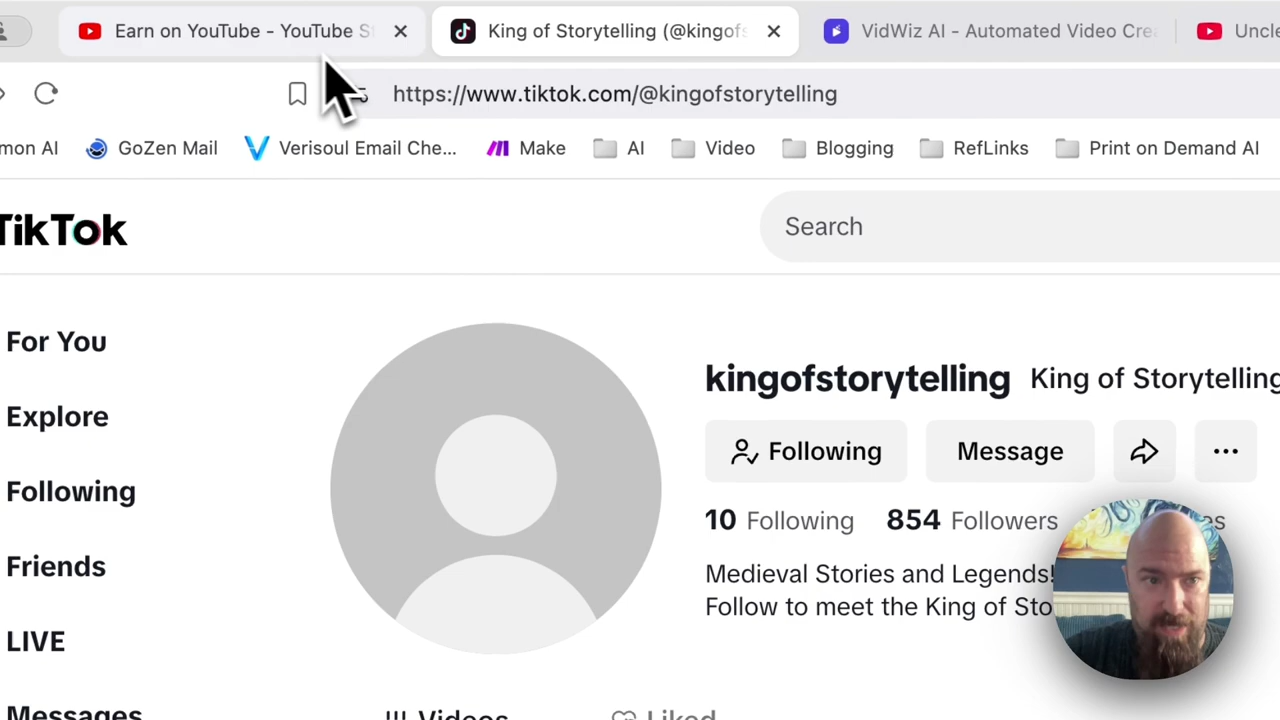 Earn on YouTube - YouTube S
King of Storytelling (@kingofs
VidWiz AI - Automated Video Crea
Uncle
https://www.tiktok.com/@kingofstorytelling
mon AI
GoZen Mail
Verisoul Email Che...
Make
AI
Video
Blogging
RefLinks
Print on Demand AI
TikTok
Search
For You
Explore
Following
Friends
LIVE
Messages
kingofstorytelling King of Storytelling
Following
Message
10 Following 854 Followers
Medieval Stories and Legends!
Follow to meet the King of Sto
Videos
Liked